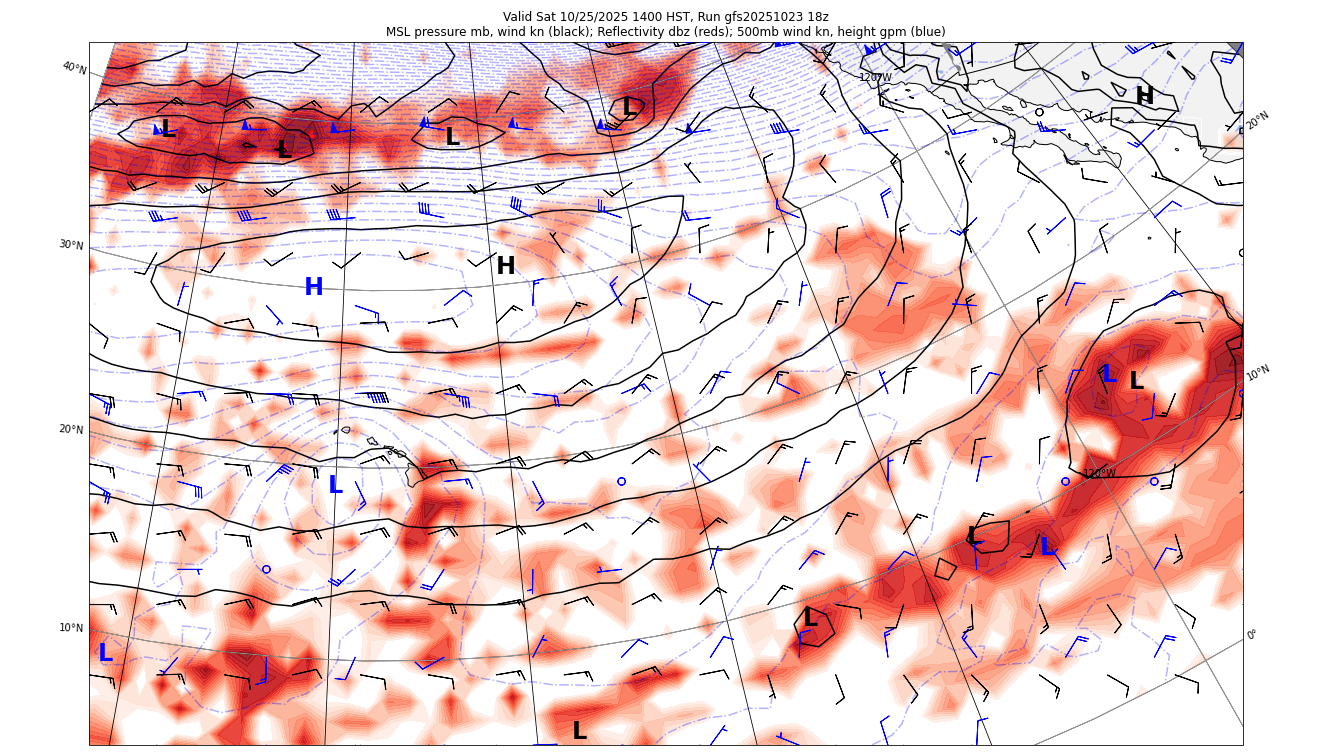 Valid Sat 10/25/2025 1400 HST, Run gfs20251023 18z
MSL pressure mb, wind kn (black); Reflectivity dbz (reds); 500mb wind kn, height gpm (blue)
40°N
120°W
H
L
L
20°N
L
L
30°N
H
H
L
L
10°N
20°N
120°W
L
L
L
10°N
L
0°
L
L